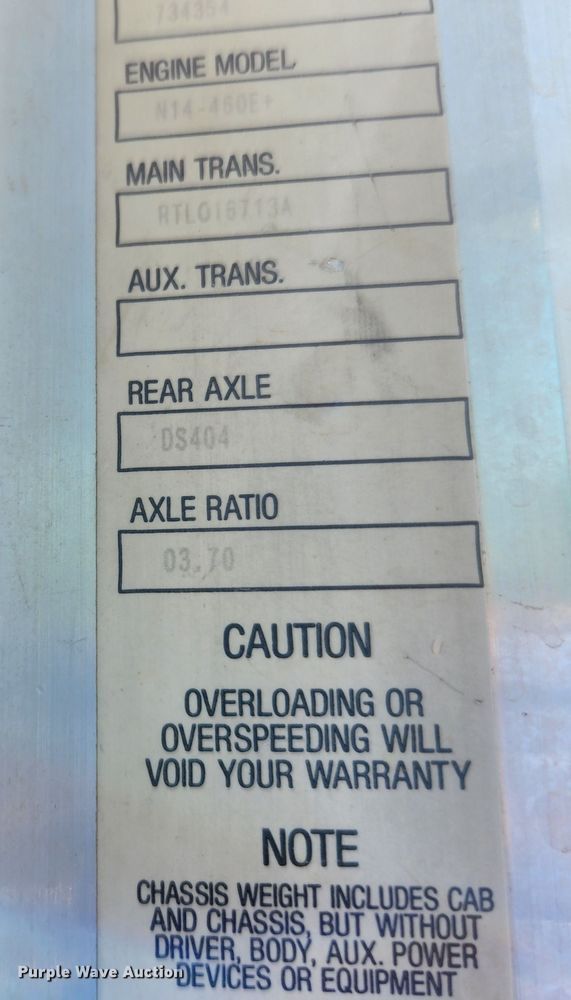 734354
ENGINE MODEL
N14-460E+
MAIN TRANS.
RTLO16713A
AUX. TRANS.
REAR AXLE
DS404
AXLE RATIO
03.70
CAUTION
OVERLOADING OR
OVERSPEEDING WILL
VOID YOUR WARRANTY
NOTE
CHASSIS WEIGHT INCLUDES CAB
AND CHASSIS, BUT WITHOUT
DRIVER, BODY, AUX. POWER
DEVICES OR EQUIPMENT
Purple Wave Auction